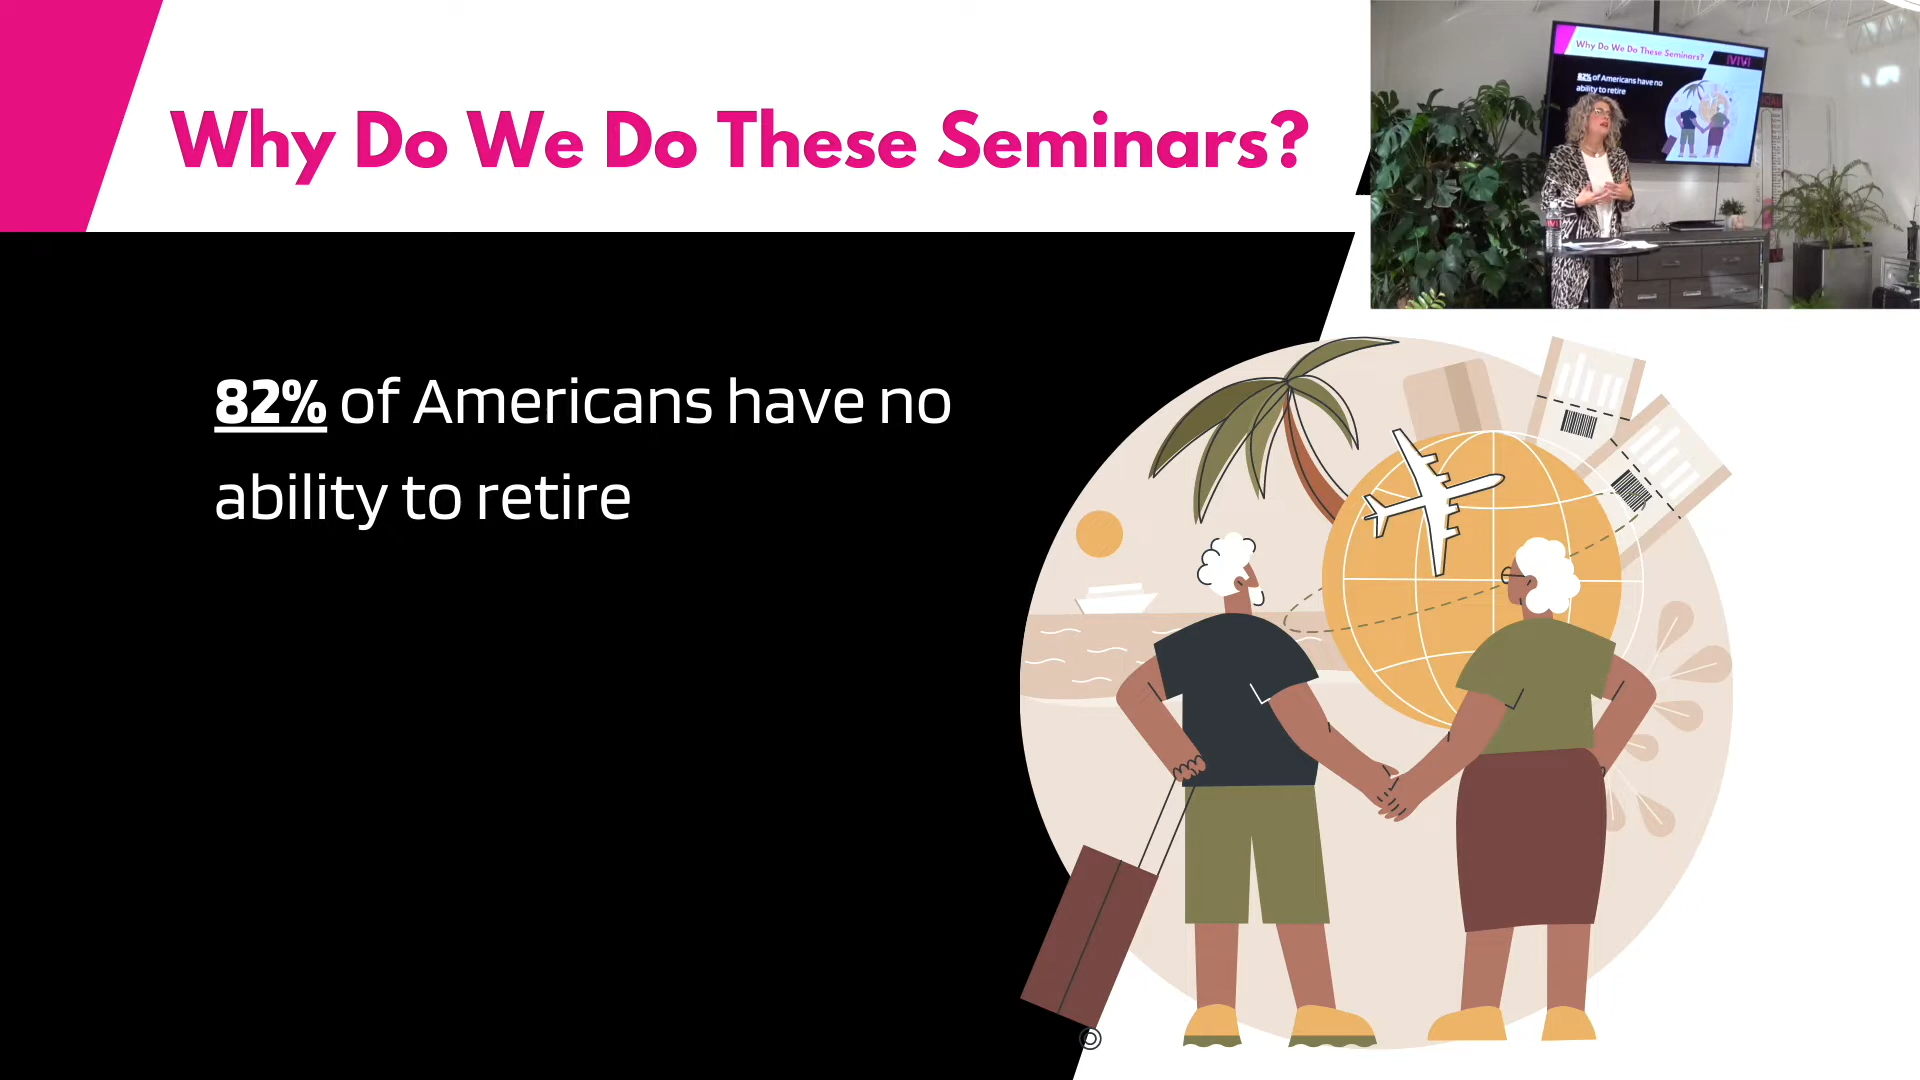 Why Do We Do These Seminars?
82% of Americans have no
ability to retire
Why Do We Do These Seminars?
82% of Americans have no
ability to retire